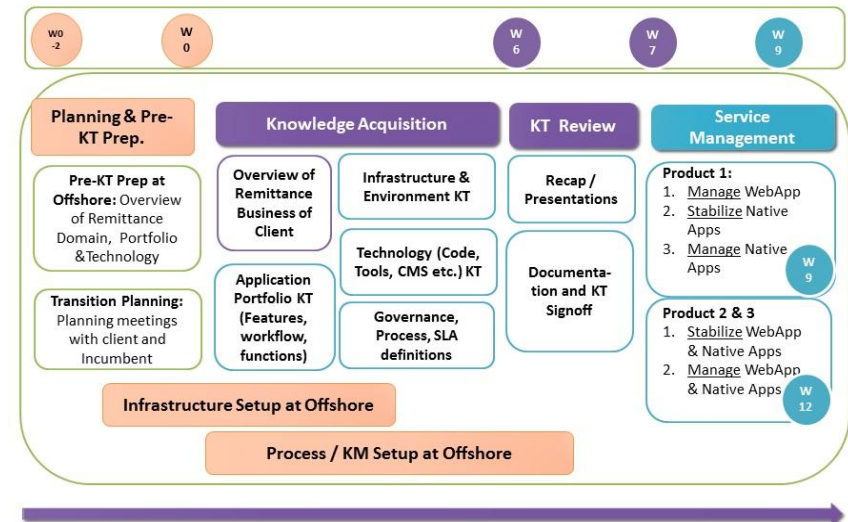 W0
-2
W
0
W
6
W
7
W
9
Planning & Pre-
KT Prep.
Knowledge Acquisition
KT Review
Service
Management
Pre-KT Prep at
Offshore: Overview
of Remittance
Domain, Portfolio
&Technology
Transition Planning:
Planning meetings
with client and
Incumbent
Overview of
Remittance
Business of
Client
Application
Portfolio KT
(Features,
workflow,
functions)
Infrastructure &
Environment KT
Technology (Code,
Tools, CMS etc.) KT
Governance,
Process, SLA
definitions
Recap /
Presentations
Documenta-
tion and KT
Signoff
Product 1:
1. Manage WebApp
2. Stabilize Native
Apps
3. Manage Native
Apps
W
9
Product 2 & 3
1. Stabilize WebApp
& Native Apps
2. Manage WebApp
& Native Apps
W
12
Infrastructure Setup at Offshore
Process / KM Setup at Offshore